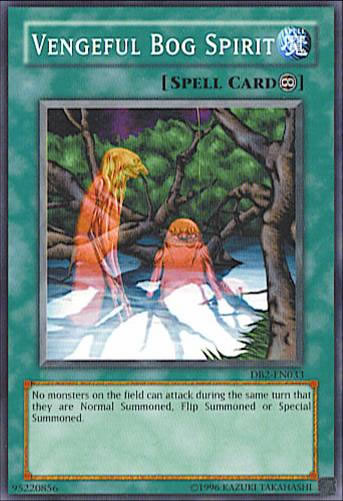 VENGEFUL BOG SPIRIT
[SPELL CARD]
DB2-EN033
No monsters on the field can attack during the same turn that
they are Normal Summoned, Flip Summoned or Special
Summoned.
95220856
©1996 KAZUKI TAKAHASHI